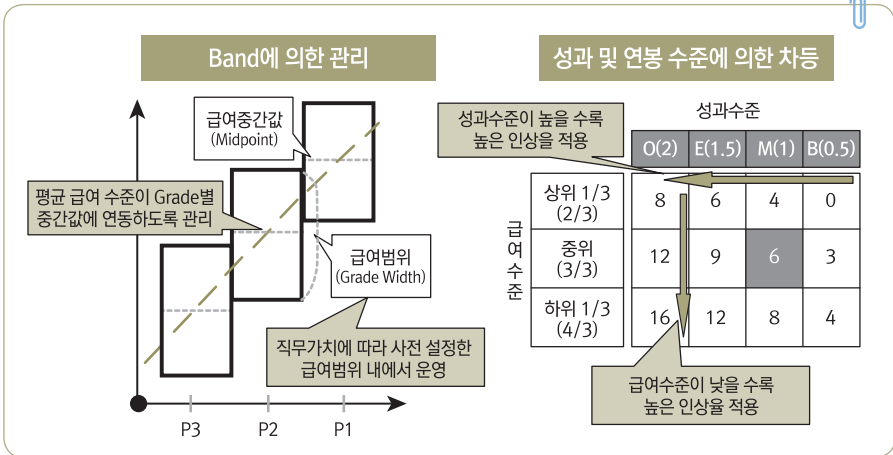 Band에 의한 관리
급여중간값
(Midpoint)
평균 급여 수준이 Grade별
중간값에 연동하도록 관리
급여범위
(Grade Width)
직무가치에 따라 사전 설정한
급여범위 내에서 운영
P3 P2 P1
성과 및 연봉 수준에 의한 차등
성과수준이 높을 수록
높은 인상율 적용
성과수준
O(2) E(1.5) M(1) B(0.5)
급여수준
상위 1/3
(2/3)
8 6 4 0
중위
(3/3)
12 9 6 3
하위 1/3
(4/3)
16 12 8 4
급여수준이 낮을 수록
높은 인상율 적용